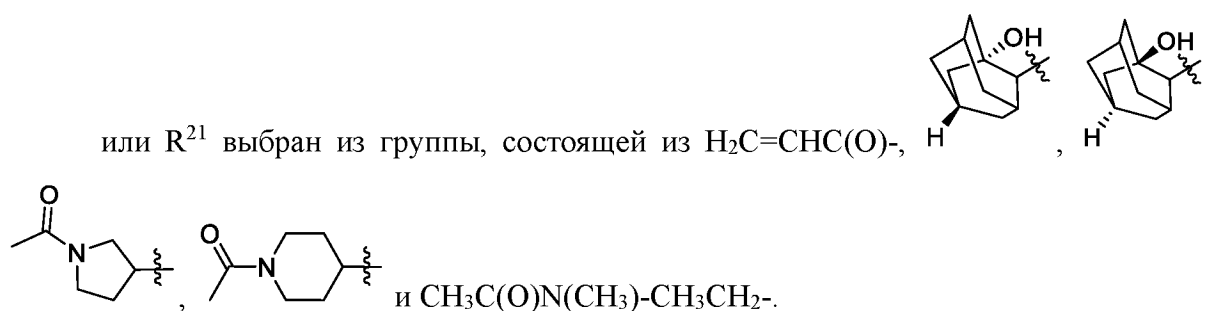 OH OH
или R²¹ выбран из группы, состоящей из H₂C=CHC(O)-, H , H ,
O O
N , N и CH₃C(O)N(CH₃)-CH₃CH₂-.